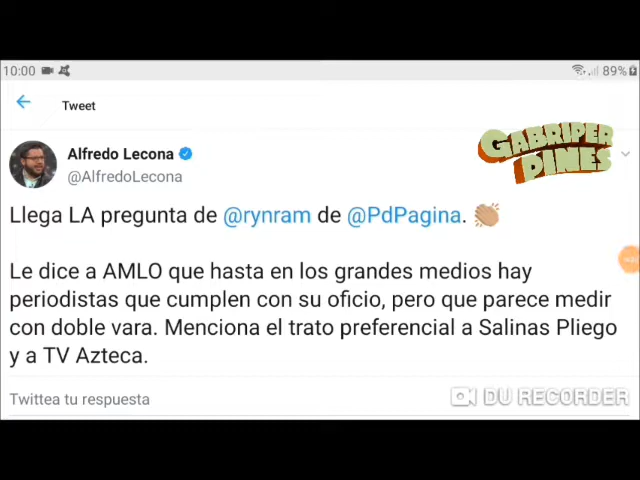 10:00
89%
Tweet
GABRIPER
PINES
Alfredo Lecona
@AlfredoLecona
Llega LA pregunta de @rynram de @PdPagina. 👏🏼
Le dice a AMLO que hasta en los grandes medios hay
periodistas que cumplen con su oficio, pero que parece medir
con doble vara. Menciona el trato preferencial a Salinas Pliego
y a TV Azteca.
Twittea tu respuesta
DU RECORDER